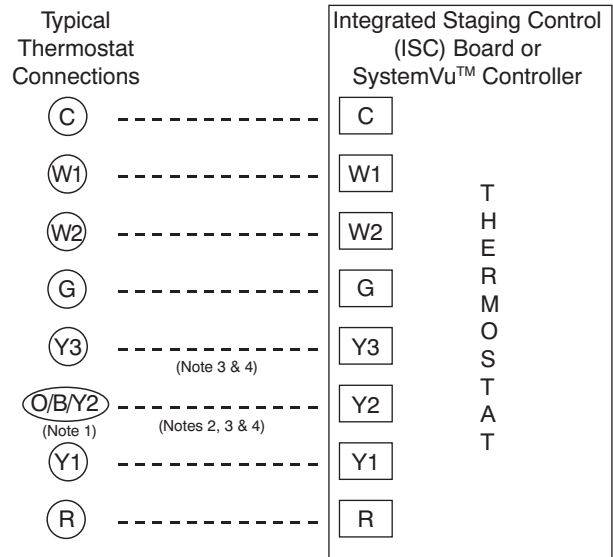 Typical
Thermostat
Connections
Integrated Staging Control
(ISC) Board or
SystemVu™ Controller
C
C
W1
W1
W2
W2
G
G
Y3
(Note 3 & 4)
Y3
O/B/Y2
(Note 1)
(Notes 2, 3 & 4)
Y2
Y1
Y1
R
R
THERMOSTAT